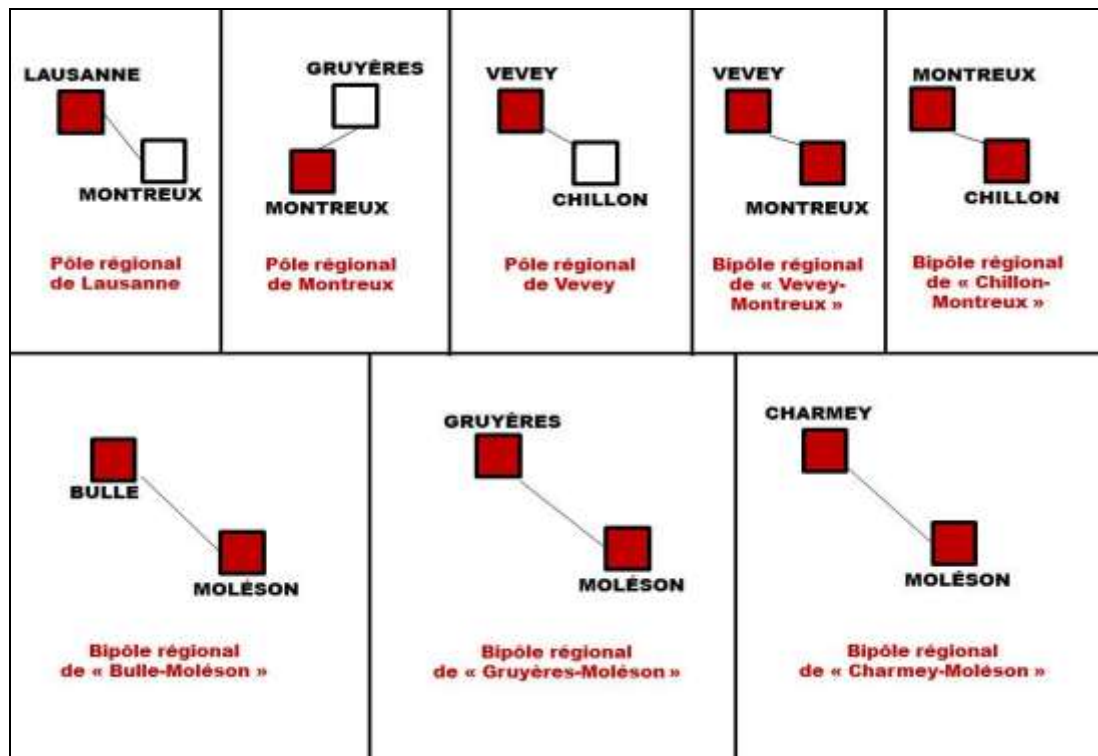 LAUSANNE
MONTREUX
Pôle régional
de Lausanne
GRUYÈRES
MONTREUX
Pôle régional
de Montreux
VEVEY
CHILLON
Pôle régional
de Vevey
VEVEY
MONTREUX
Bipôle régional
de « Vevey-
Montreux »
MONTREUX
CHILLON
Bipôle régional
de « Chillon-
Montreux »
BULLE
MOLÉSON
Bipôle régional
de « Bulle-Moléson »
GRUYÈRES
MOLÉSON
Bipôle régional
de « Gruyères-Moléson »
CHARMEY
MOLÉSON
Bipôle régional
de « Charmey-Moléson »